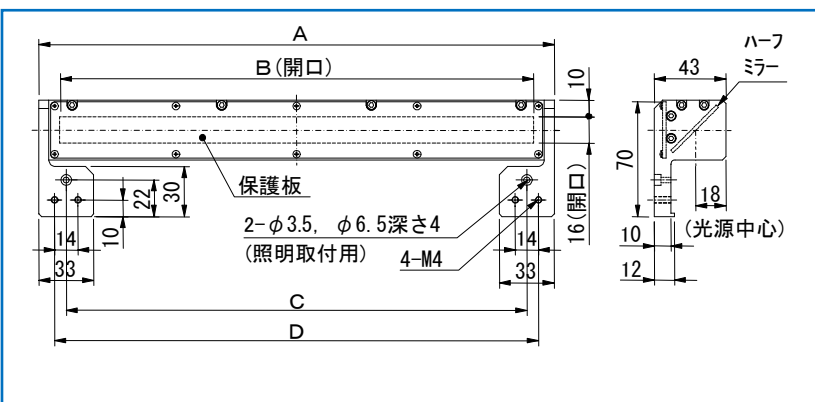 A
B(開口)
10
43
ハーフ
ミラー
70
保護板
30
22
10
14
33
2-φ3.5, φ6.5深さ4
(照明取付用)
4-M4
14
33
16(開口)
18
(光源中心)
10
12
C
D